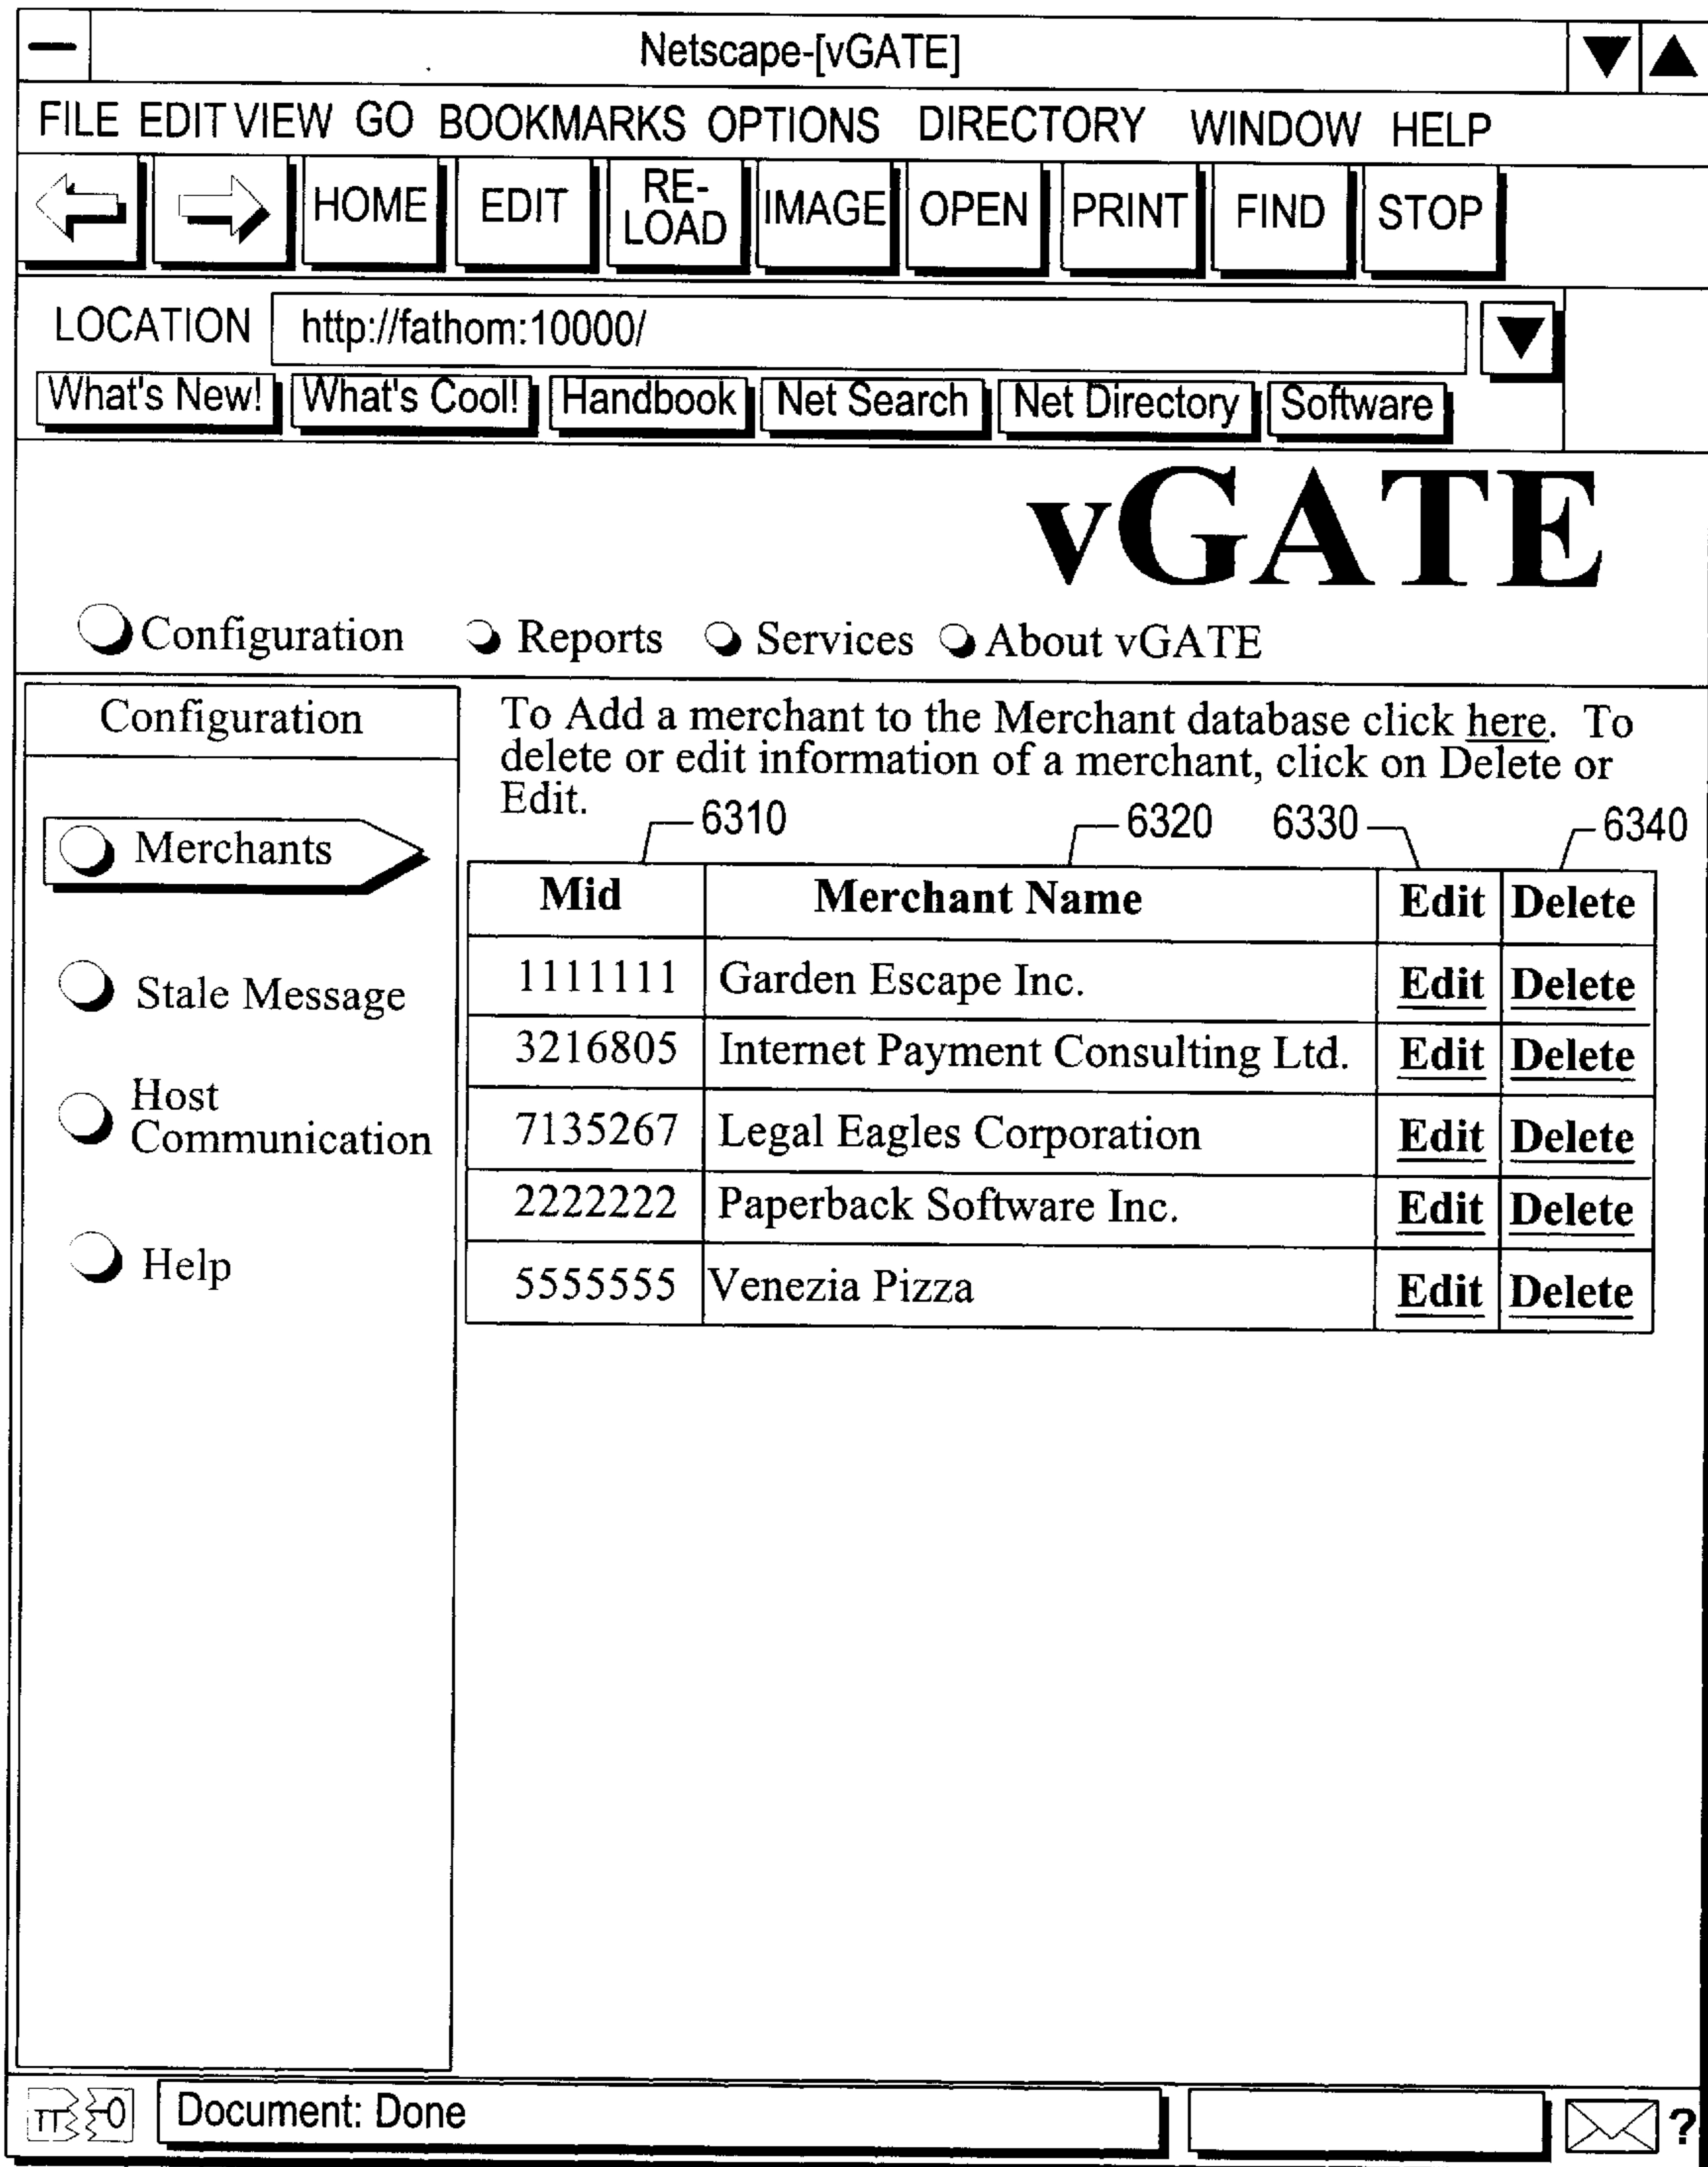 Netscape-[vGATE]
FILE EDIT VIEW GO BOOKMARKS OPTIONS DIRECTORY WINDOW HELP
HOME EDIT RE-LOAD IMAGE OPEN PRINT FIND STOP
LOCATION http://fathom:10000/
What's New! What's Cool! Handbook Net Search Net Directory Software
vGATE
Configuration Reports Services About vGATE
Configuration
Merchants
Stale Message
Host
Communication
Help
To Add a merchant to the Merchant database click here. To
delete or edit information of a merchant, click on Delete or
Edit.
6310 6320 6330 6340
Mid Merchant Name Edit Delete
1111111 Garden Escape Inc. Edit Delete
3216805 Internet Payment Consulting Ltd. Edit Delete
7135267 Legal Eagles Corporation Edit Delete
2222222 Paperback Software Inc. Edit Delete
5555555 Venezia Pizza Edit Delete
Document: Done
?